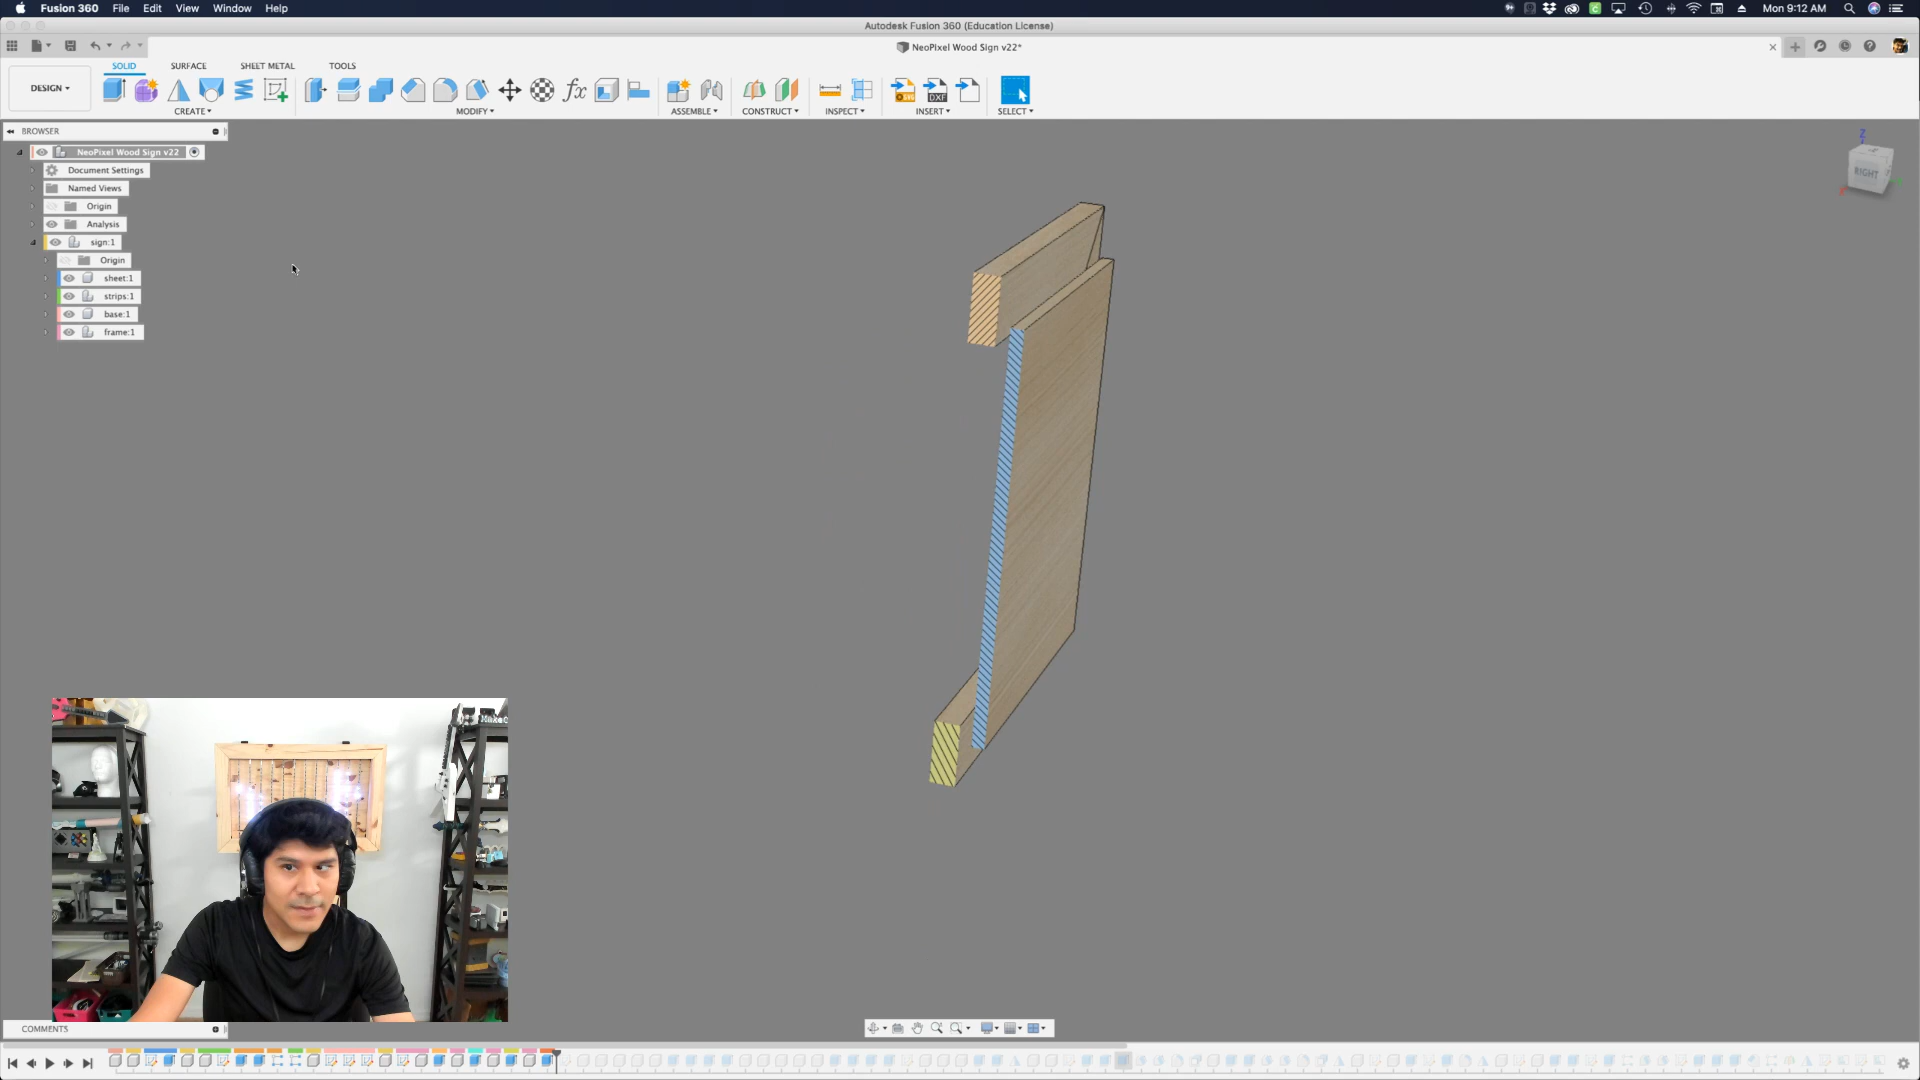 Fusion 360 File Edit View Window Help Mon 9:12 AM
Autodesk Fusion 360 (Education License)
NeoPixel Wood Sign v22*
SOLID SURFACE SHEET METAL TOOLS
DESIGN
CREATE MODIFY ASSEMBLE CONSTRUCT INSPECT INSERT SELECT
BROWSER
NeoPixel Wood Sign v22
Document Settings
Named Views
Origin
Analysis
sign:1
Origin
sheet:1
strips:1
base:1
frame:1
Z
RIGHT
COMMENTS